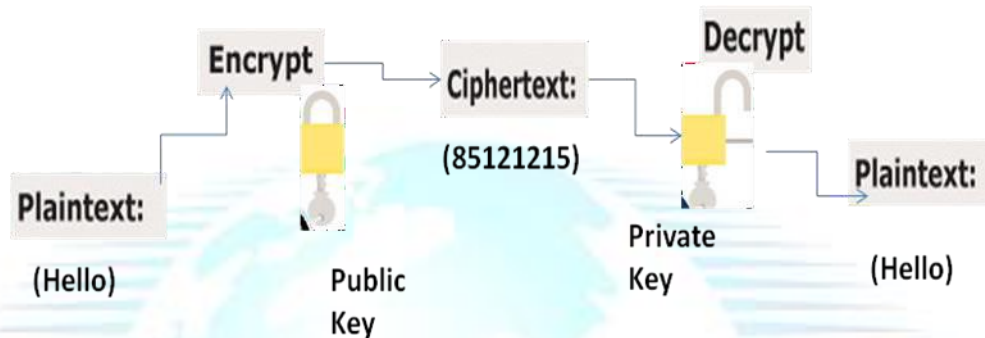 Plaintext:
(Hello)
Encrypt
Public
Key
Ciphertext:
(85121215)
Decrypt
Private
Key
Plaintext:
(Hello)